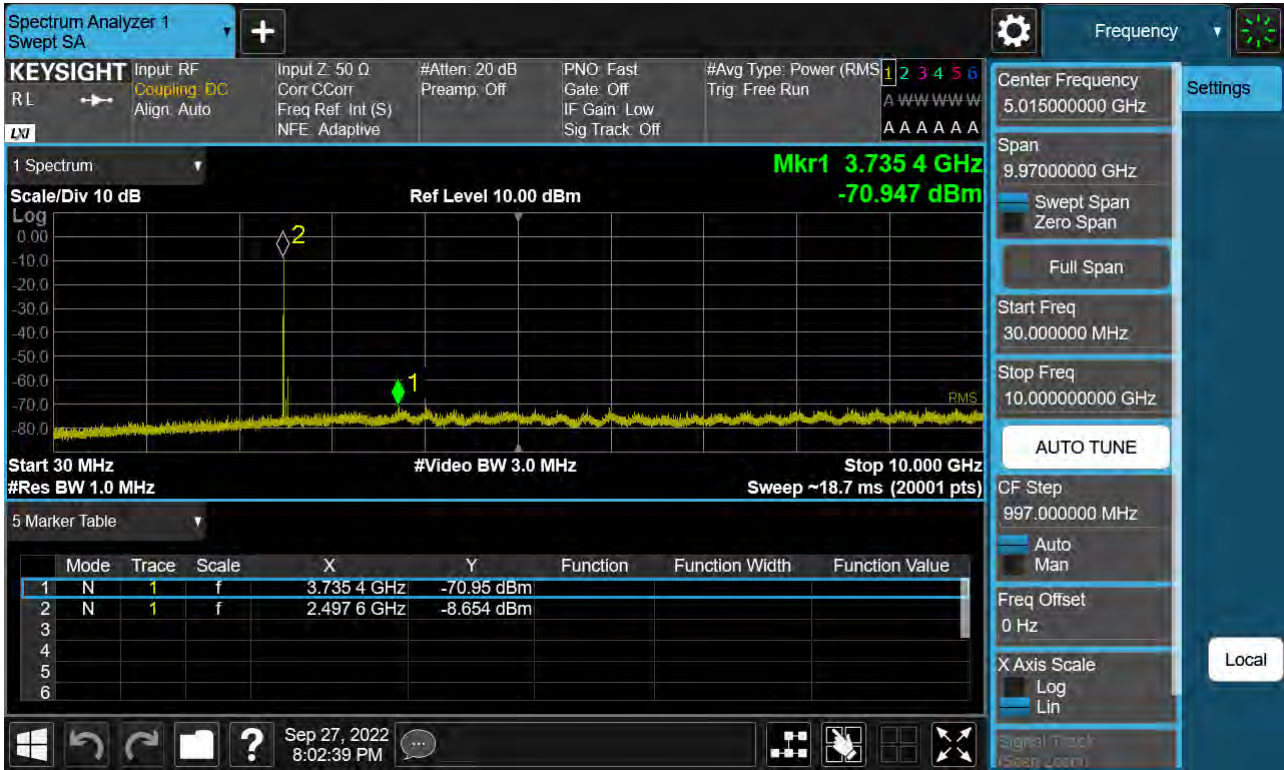 Spectrum Analyzer 1
Swept SA
Frequency
KEYSIGHT
RL
LXI
Input: RF
Coupling: DC
Align: Auto
Input Z: 50 Ω
Corr CCorr
Freq Ref: Int (S)
NFE: Adaptive
#Atten: 20 dB
Preamp: Off
PNO: Fast
Gate: Off
IF Gain: Low
Sig Track: Off
#Avg Type: Power (RMS
Trig: Free Run
1 2 3 4 5 6
A W W W W W
A A A A A A
1 Spectrum
Mkr1 3.735 4 GHz
Scale/Div 10 dB
Ref Level 10.00 dBm
-70.947 dBm
Log
0.00
-10.0
-20.0
-30.0
-40.0
-50.0
-60.0
-70.0
-80.0
2
1
RMS
Start 30 MHz
#Video BW 3.0 MHz
Stop 10.000 GHz
#Res BW 1.0 MHz
Sweep ~18.7 ms (20001 pts)
5 Marker Table
Mode Trace Scale X Y Function Function Width Function Value
1 N 1 f 3.735 4 GHz -70.95 dBm
2 N 1 f 2.497 6 GHz -8.654 dBm
3
4
5
6
Sep 27, 2022
8:02:39 PM
Center Frequency
5.015000000 GHz
Settings
Span
9.97000000 GHz
Swept Span
Zero Span
Full Span
Start Freq
30.000000 MHz
Stop Freq
10.000000000 GHz
AUTO TUNE
CF Step
997.000000 MHz
Auto
Man
Freq Offset
0 Hz
X Axis Scale
Log
Lin
Local
Signal Track
(Span Zoom)